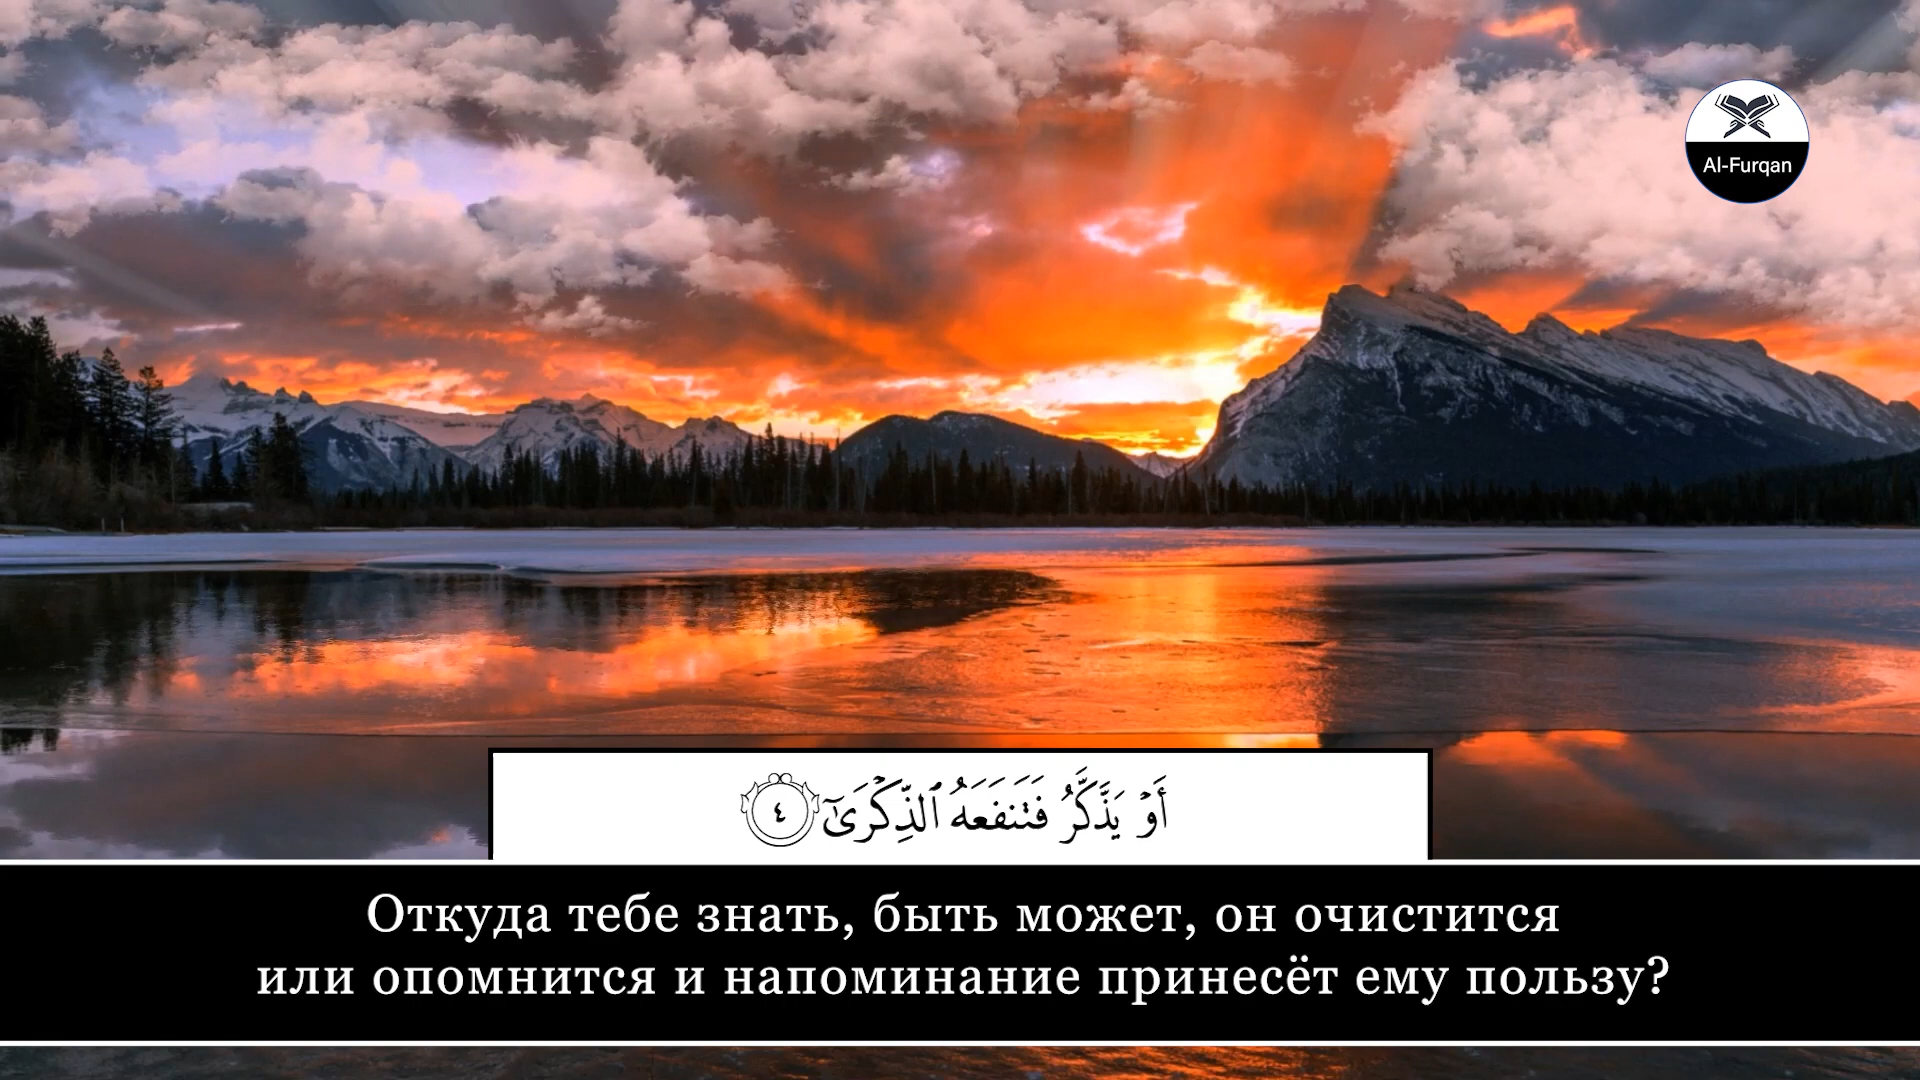 Al-Furqan
أَوْ يَذَّكَّرُ فَتَنفَعَهُ ٱلذِّكْرَىٰٓ ٤
Откуда тебе знать, быть может, он очистится
или опомнится и напоминание принесёт ему пользу?